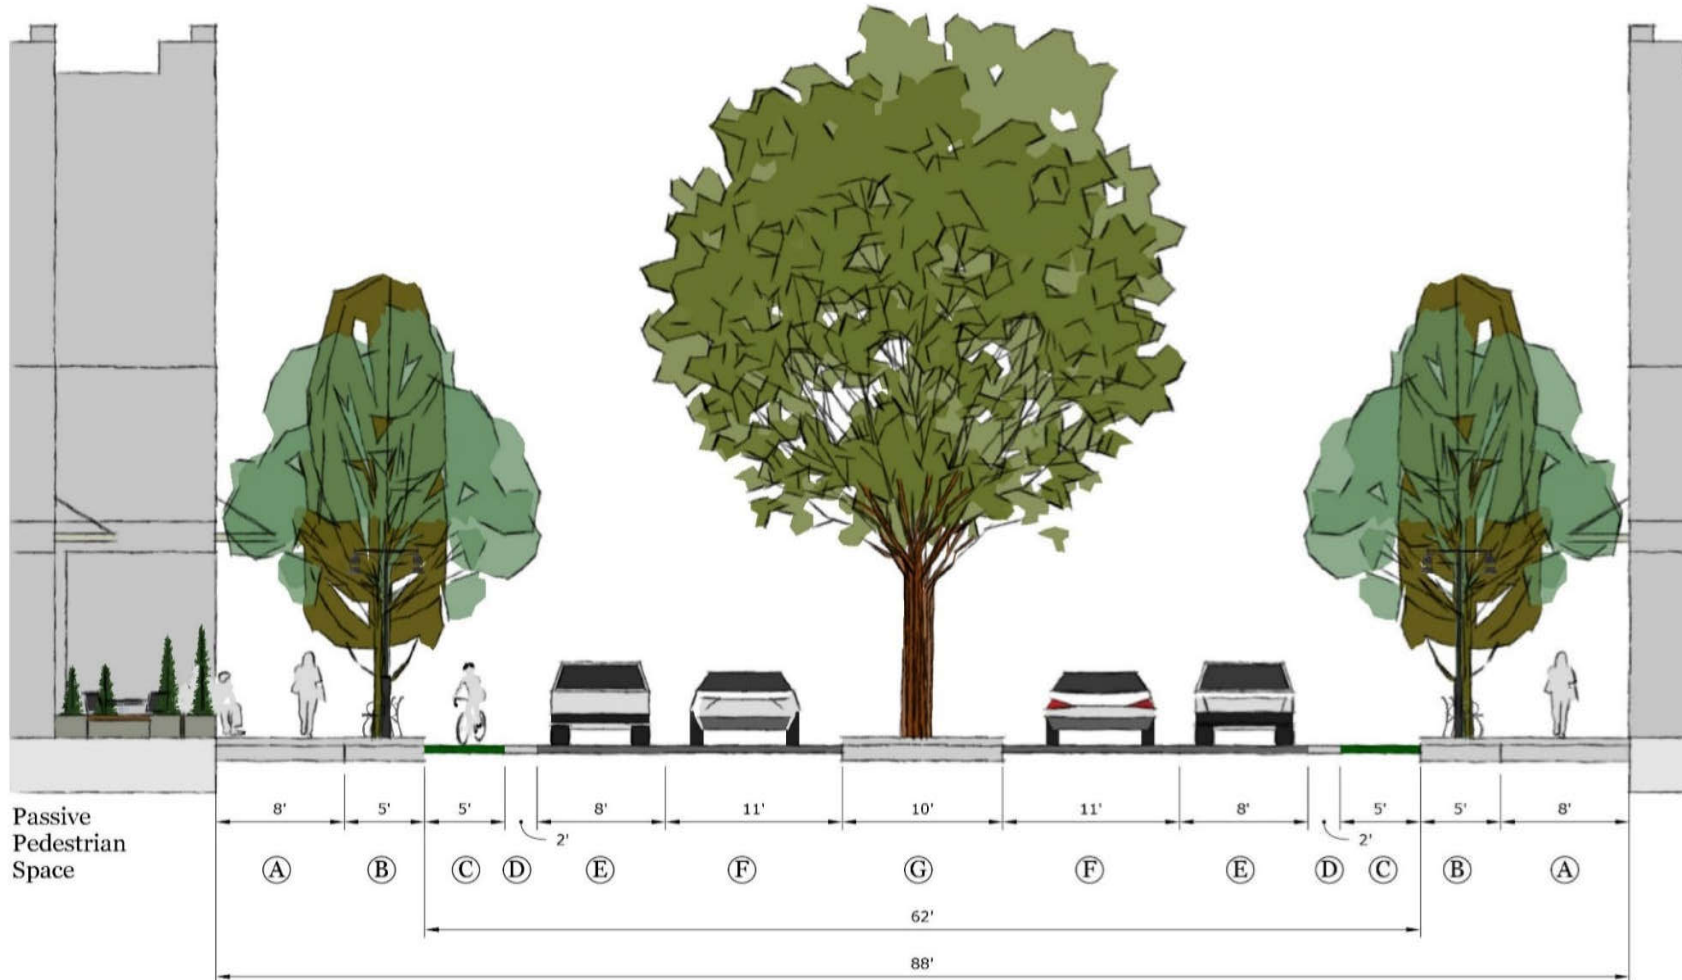 8' 5' 5' 8' 11' 10' 11' 8' 5' 5' 8'
2' 2'
Passive
Pedestrian
Space
A B C D E F G F E D C B A
62'
88'